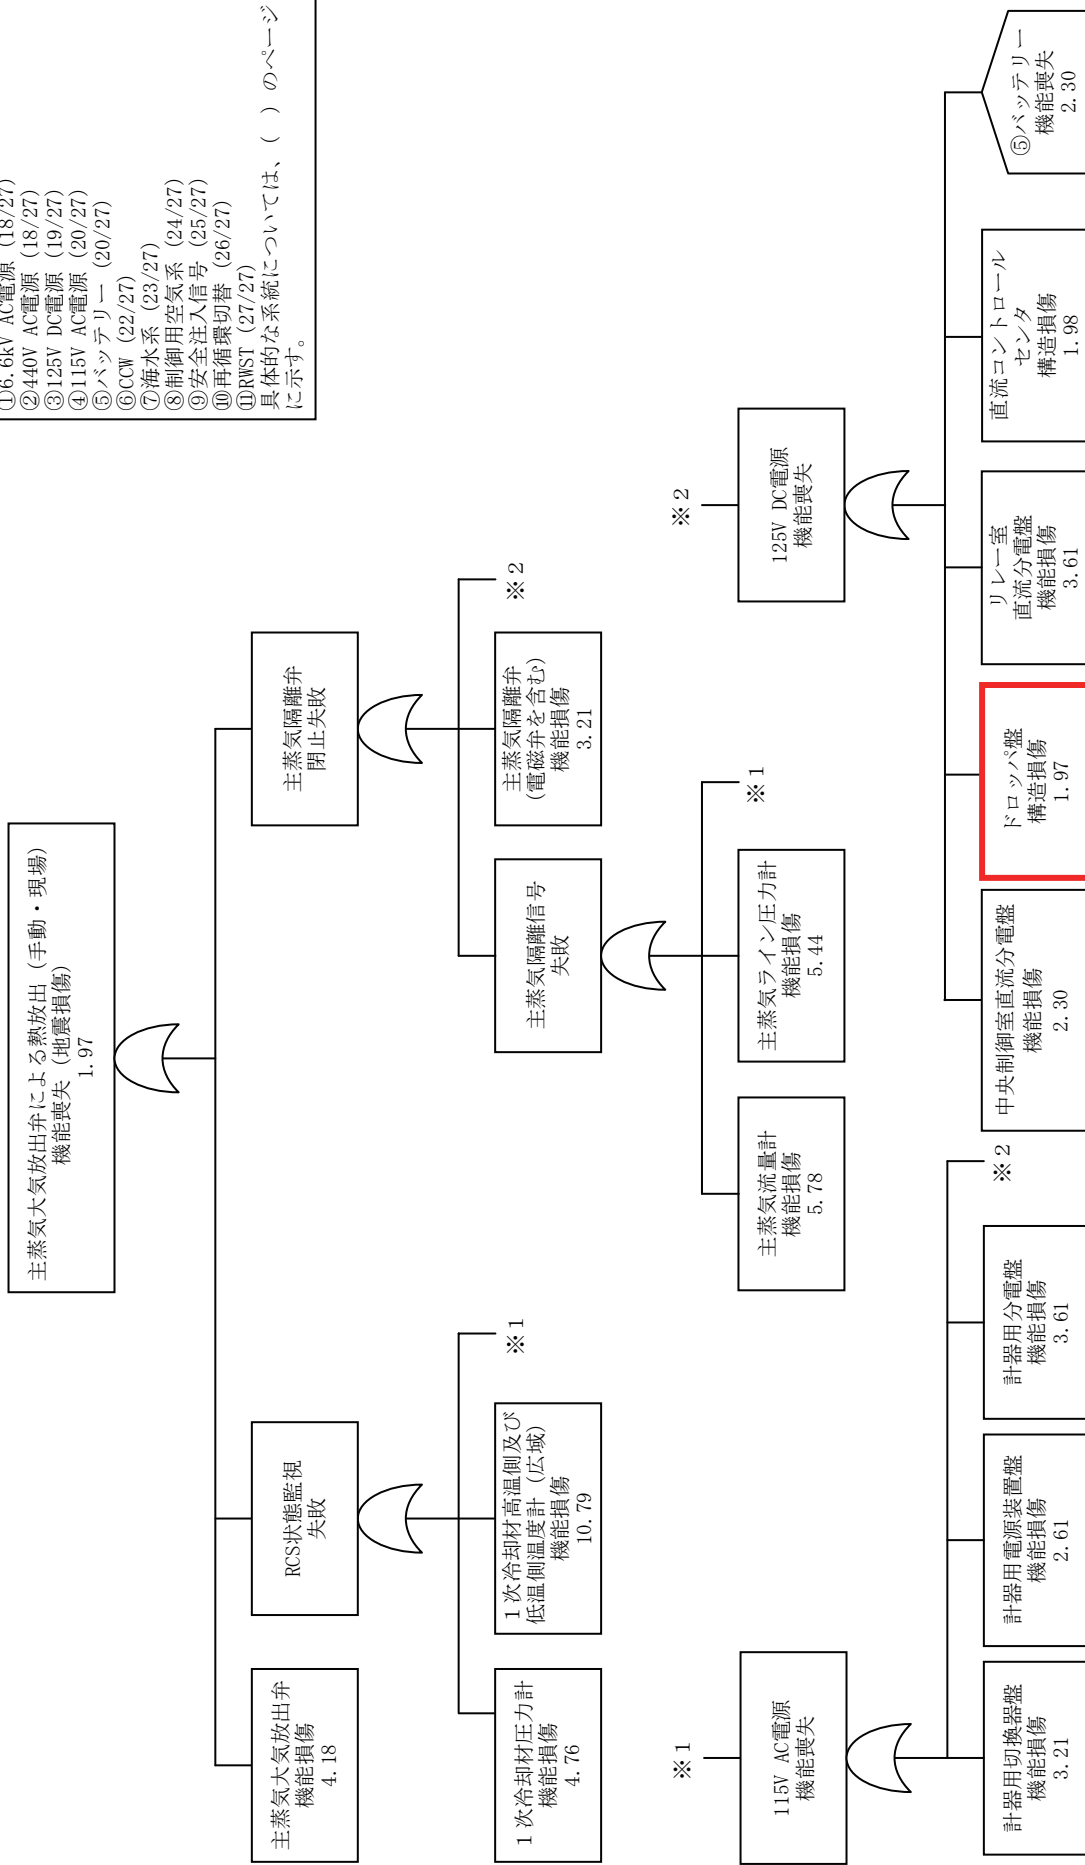 ①6.6kV AC電源 (18/27)
②440V AC電源 (18/27)
③125V DC電源 (19/27)
④115V AC電源 (20/27)
⑤バッテリー (20/27)
⑥CCW (22/27)
⑦海水系 (23/27)
⑧制御用空気系 (24/27)
⑨安全注入信号 (25/27)
⑩再循環切替 (26/27)
⑪RWST (27/27)
具体的な系統については、( ) のページ
に示す。
主蒸気大気放出弁による熱放出(手動・現場)
機能喪失(地震損傷)
1.97
主蒸気大気放出弁
機能損傷
4.18
RCS状態監視
失敗
主蒸気隔離弁
閉止失敗
1次冷却材圧力計
機能損傷
4.76
1次冷却材高温側及び
低温側温度計(広域)
機能損傷
10.79
※1
主蒸気隔離信号
失敗
主蒸気隔離弁
(電磁弁を含む)
機能損傷
3.21
※2
主蒸気流量計
機能損傷
5.78
主蒸気ライン圧力計
機能損傷
5.44
※1
※1
115V AC電源
機能喪失
計器用切換器盤
機能損傷
3.21
計器用電源装置盤
機能損傷
2.61
計器用分電盤
機能損傷
3.61
※2
※2
125V DC電源
機能喪失
中央制御室直流分電盤
機能損傷
2.30
ドロッパ盤
構造損傷
1.97
リレー室
直流分電盤
機能損傷
3.61
直流コントロール
センタ
構造損傷
1.98
⑤バッテリー
機能喪失
2.30